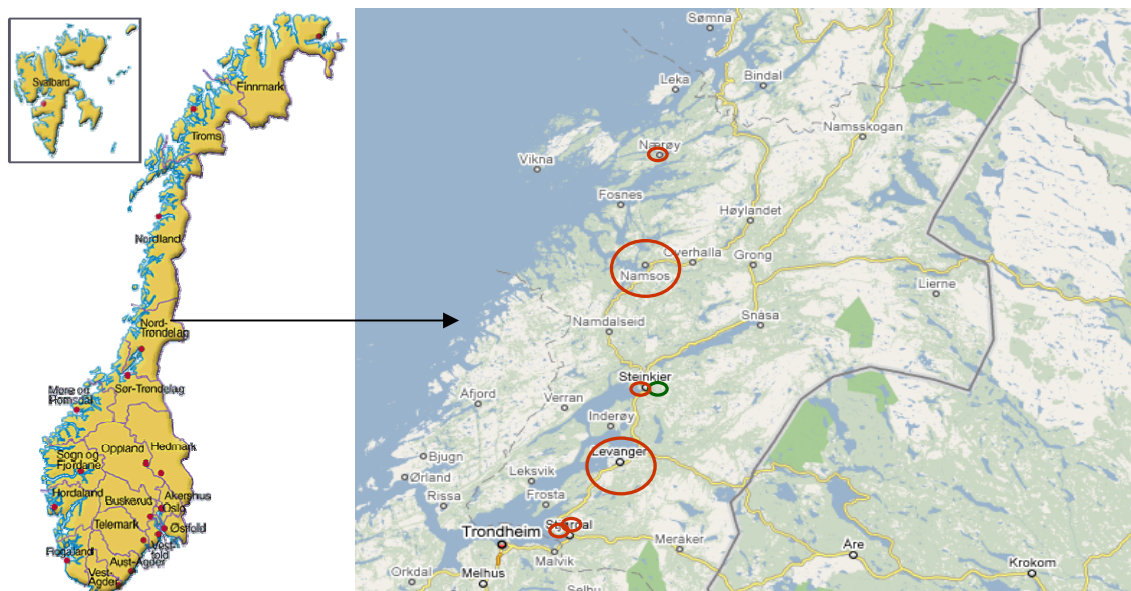 Svalbard
Finnmark
Troms
Nordland
Nord-
Trøndelag
Sør-Trøndelag
Møre og
Romsdal
Oppland
Hedmark
Sogn og
Fjordane
Hordaland
Buskerud
Akershus
Oslo
Telemark
Østfold
Vest-
fold
Rogaland
Aust-Agder
Vest-
Agder
Sømna
Leka
Bindal
Namsskogan
Nærøy
Vikna
Fosnes
Høylandet
Overhalla
Grong
Namsos
Lierne
Namdalseid
Snåsa
Steinkjer
Åfjord
Verran
Inderøy
Levanger
Bjugn
Leksvik
Ørland
Rissa
Frosta
Stjørdal
Trondheim
Malvik
Meråker
Åre
Krokom
Orkdal
Melhus
Selbu